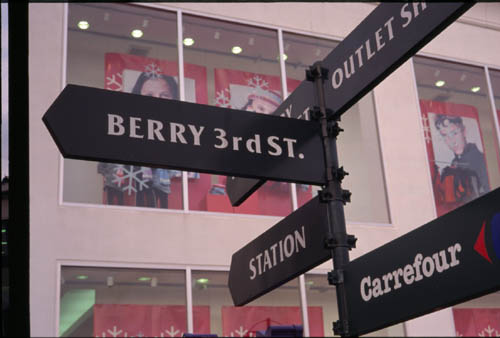 OUTLET
BERRY 3rd ST.
STATION
Carrefour